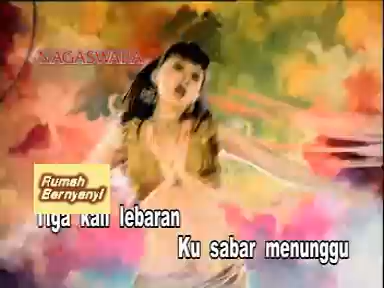 NAGASWARA
Rumah
Bernyanyi
Tiga kali lebaran
Ku sabar menunggu